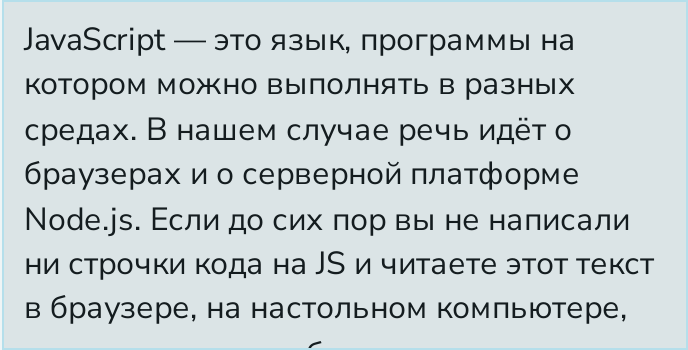 JavaScript — это язык, программы на
котором можно выполнять в разных
средах. В нашем случае речь идёт о
браузерах и о серверной платформе
Node.js. Если до сих пор вы не написали
ни строчки кода на JS и читаете этот текст
в браузере, на настольном компьютере,